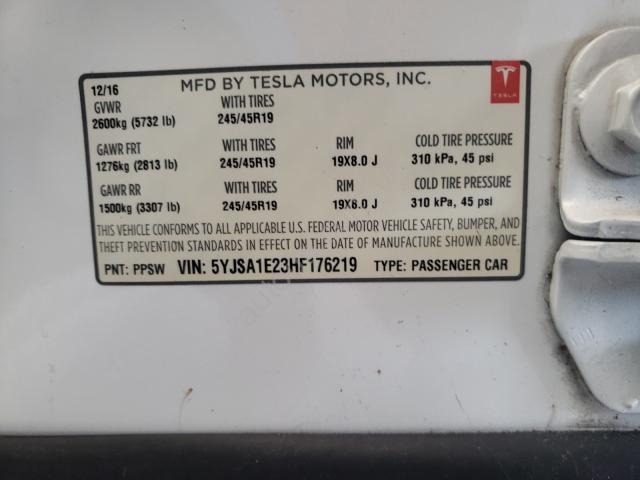 12/16 MFD BY TESLA MOTORS, INC.
GVWR WITH TIRES
2600kg (5732 lb) 245/45R19
TESLA
GAWR FRT WITH TIRES RIM COLD TIRE PRESSURE
1276kg (2813 lb) 245/45R19 19X8.0 J 310 kPa, 45 psi
GAWR RR WITH TIRES RIM COLD TIRE PRESSURE
1500kg (3307 lb) 245/45R19 19X8.0 J 310 kPa, 45 psi
THIS VEHICLE CONFORMS TO ALL APPLICABLE U.S. FEDERAL MOTOR VEHICLE SAFETY, BUMPER, AND
THEFT PREVENTION STANDARDS IN EFFECT ON THE DATE OF MANUFACTURE SHOWN ABOVE.
PNT: PPSW VIN: 5YJSA1E23HF176219 TYPE: PASSENGER CAR